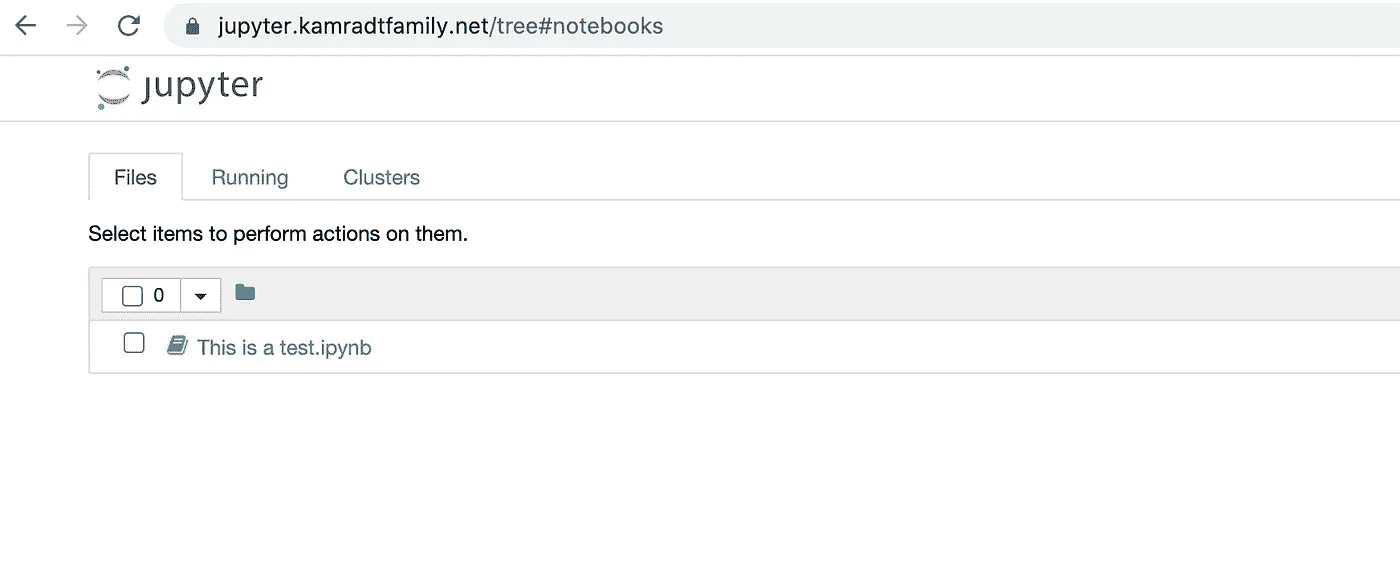 jupyter.kamradtfamily.net/tree#notebooks
jupyter
Files Running Clusters
Select items to perform actions on them.
0
This is a test.ipynb